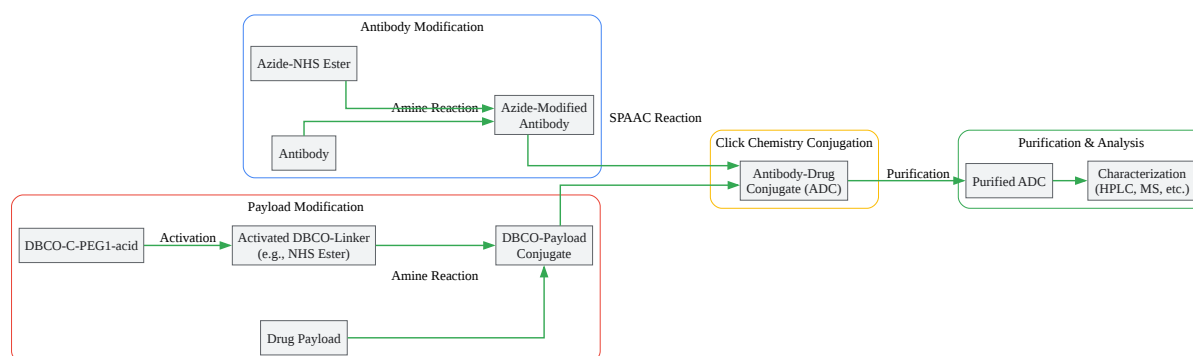 Antibody Modification
Azide-NHS Ester
Amine Reaction
Azide-Modified
Antibody
Antibody
SPAAC Reaction
Payload Modification
DBCO-C-PEG1-acid
Activation
Activated DBCO-Linker
(e.g., NHS Ester)
Amine Reaction
DBCO-Payload
Conjugate
Drug Payload
Click Chemistry Conjugation
Antibody-Drug
Conjugate (ADC)
Purification
Purification & Analysis
Purified ADC
Characterization
(HPLC, MS, etc.)